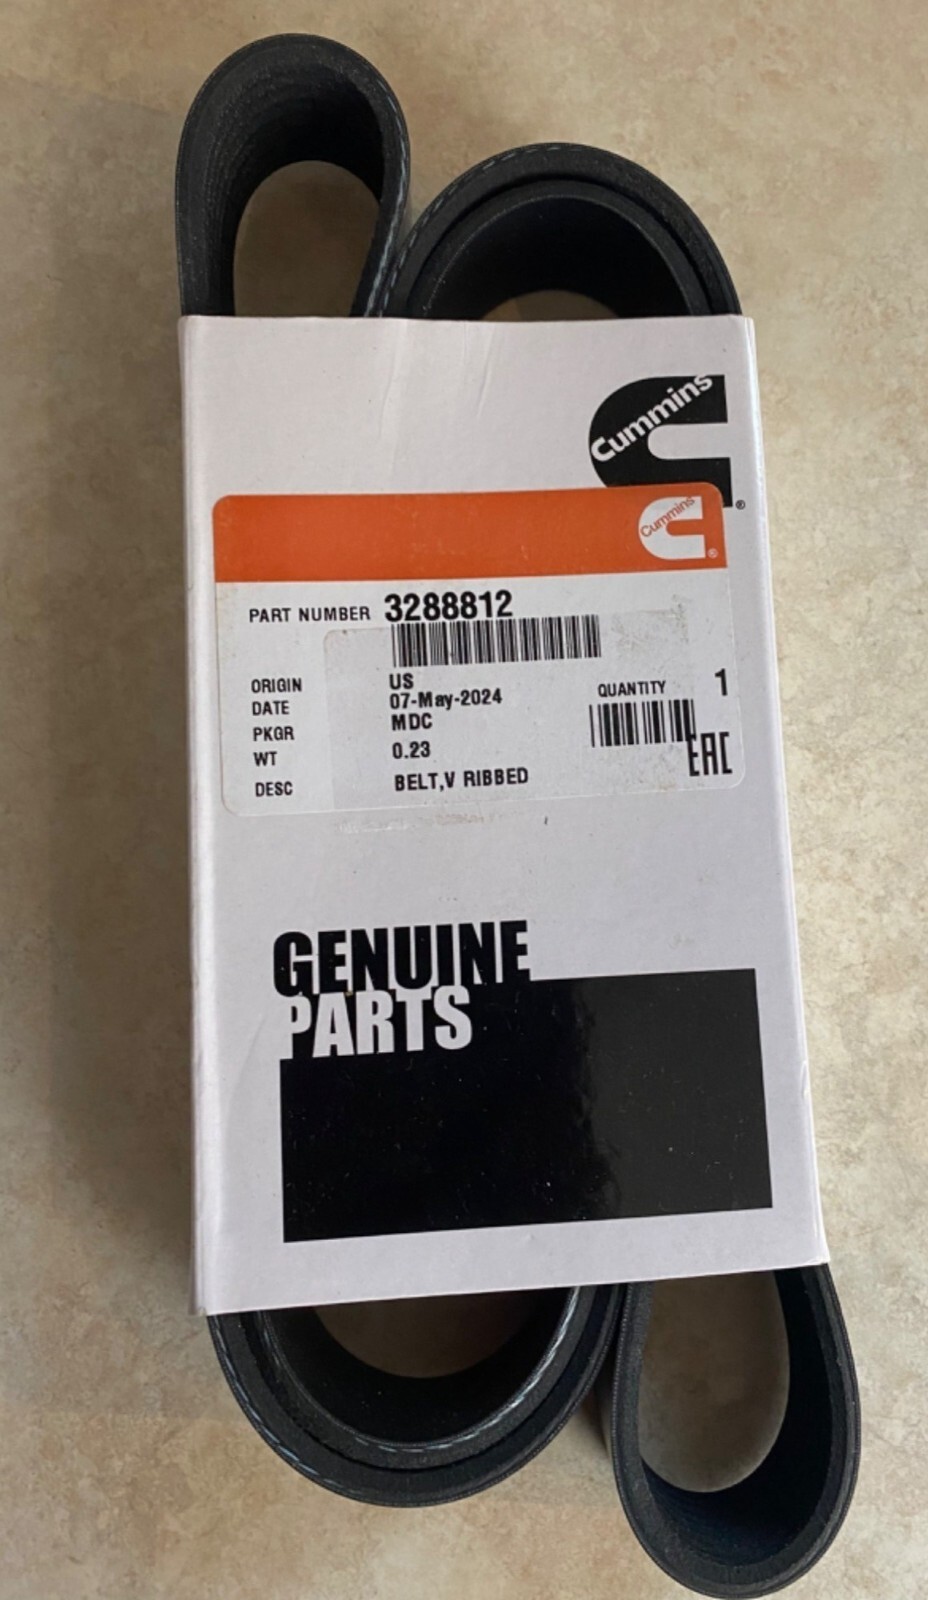 Cummins
®
Cummins
®
PART NUMBER 3288812
ORIGIN US
DATE 07-May-2024
PKGR MDC
WT 0.23
DESC BELT,V RIBBED
QUANTITY 1
EAC
GENUINE
PARTS